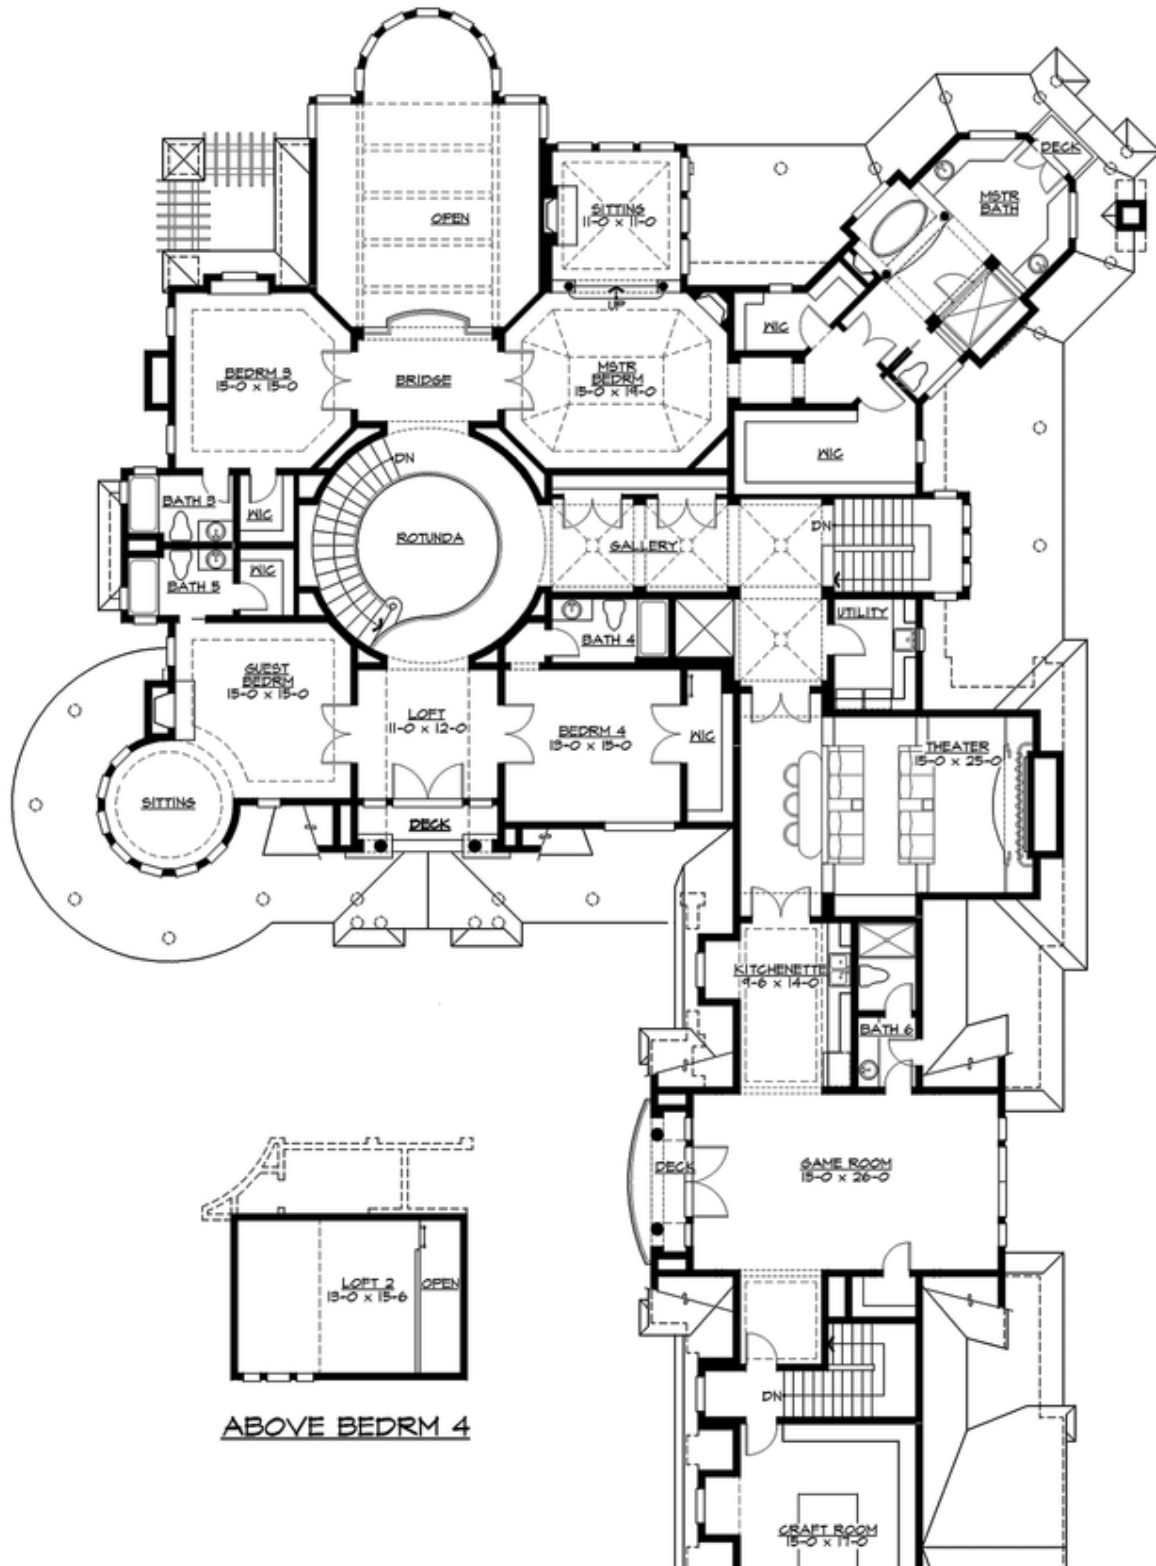 DECK
MSTR
BATH
SITTING
11-0 x 11-0
OPEN
UP
WIC
BEDRM 3
15-0 x 15-0
BRIDGE
MSTR
BEDRM
15-0 x 19-0
WIC
DN
BATH 3
WIC
ROTUNDA
GALLERY
DN
BATH 5
WIC
BATH 4
UTILITY
GUEST
BEDRM
15-0 x 15-0
LOFT
11-0 x 12-0
BEDRM 4
13-0 x 15-0
WIC
THEATER
15-0 x 25-0
SITTING
DECK
KITCHENETTE
9-6 x 14-0
BATH 6
DECK
GAME ROOM
15-0 x 26-0
LOFT 2
13-0 x 15-6
OPEN
DN
ABOVE BEDRM 4
CRAFT ROOM
15-0 x 17-0